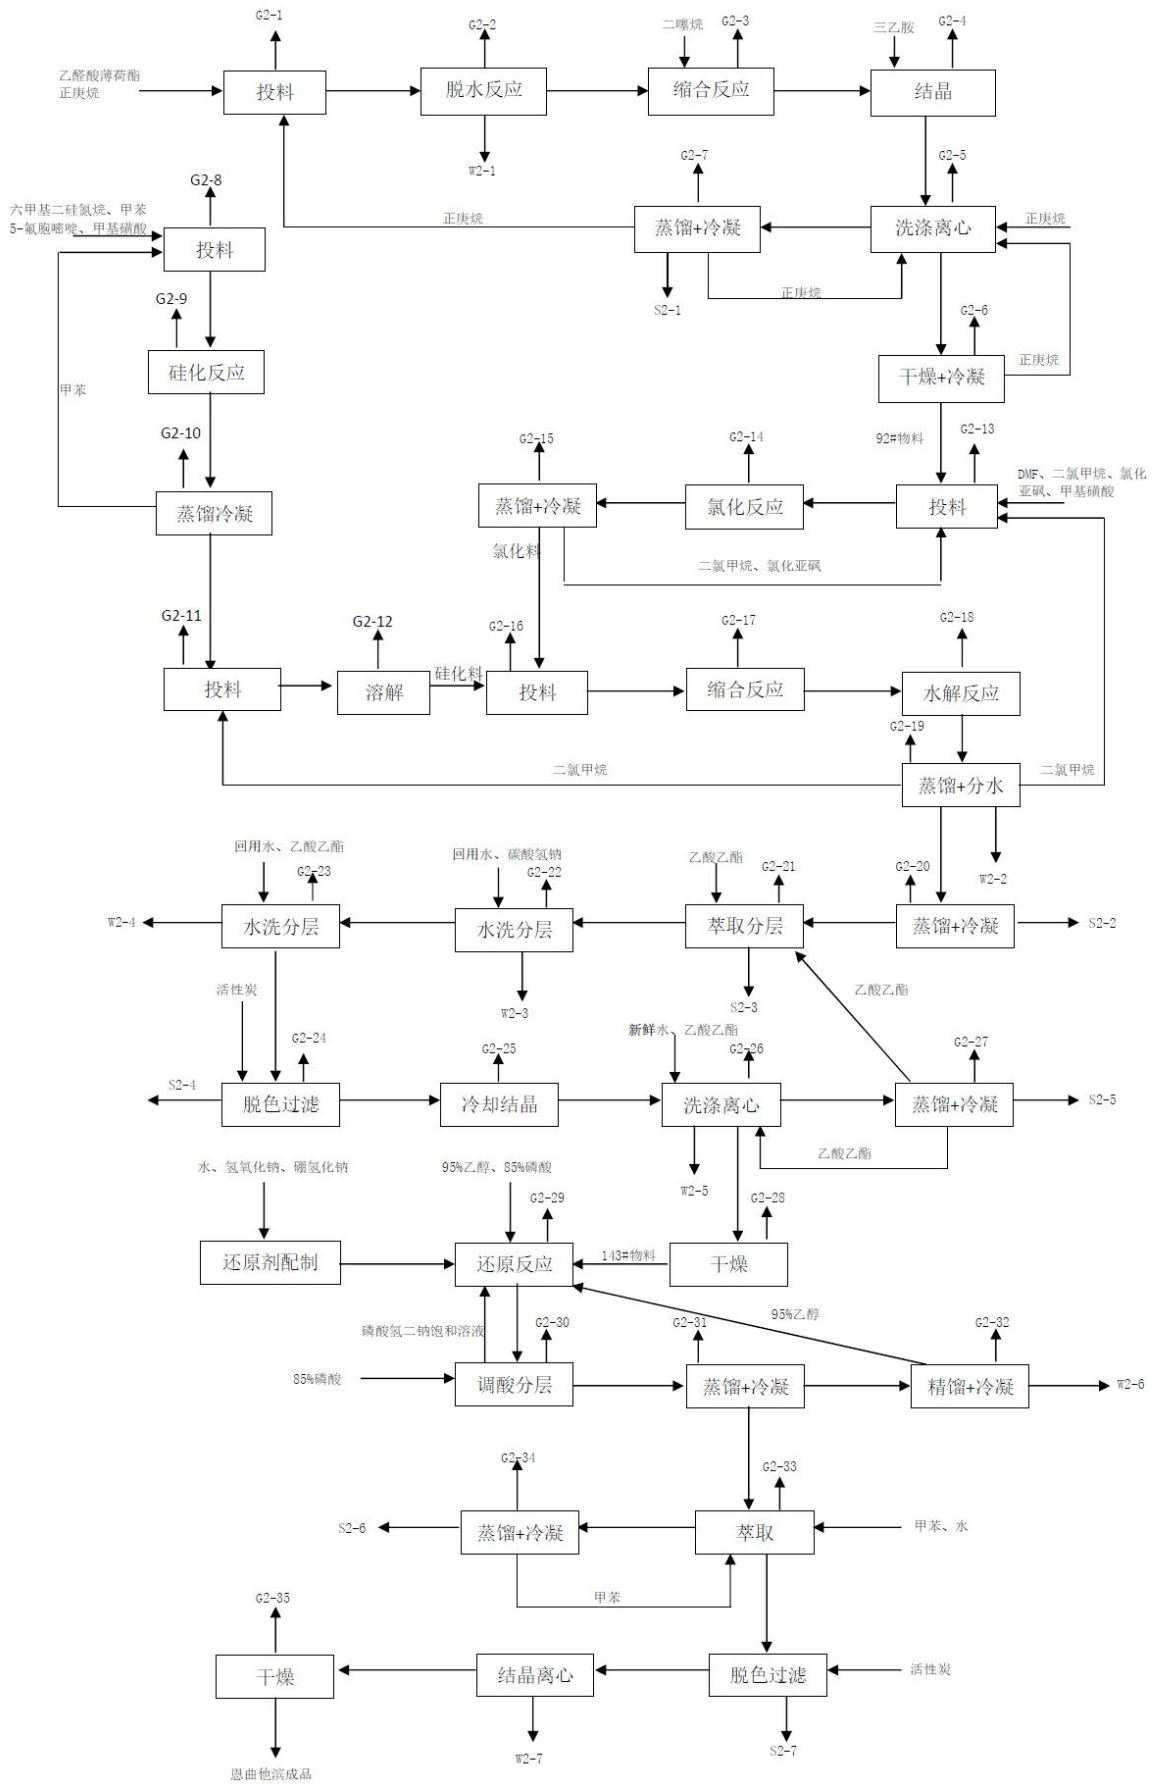 G2-1
G2-2
二噻烷
G2-3
三乙胺
G2-4
乙醛酸薄荷酯
正庚烷
投料
脱水反应
缩合反应
结晶
W2-1
G2-7
G2-5
G2-8
六甲基二硅氮烷、甲苯
5-氟胞嘧啶、甲基磺酸
投料
正庚烷
蒸馏+冷凝
洗涤离心
正庚烷
正庚烷
S2-1
G2-9
G2-6
硅化反应
干燥+冷凝
正庚烷
甲苯
G2-10
G2-15
G2-14
92#物料
G2-13
DMF、二氯甲烷、氯化
亚砜、甲基磺酸
蒸馏冷凝
蒸馏+冷凝
氯化反应
投料
氯化料
二氯甲烷、氯化亚砜
G2-11
G2-12
G2-16
G2-17
G2-18
投料
溶解
硅化料
投料
缩合反应
水解反应
G2-19
二氯甲烷
蒸馏+分水
二氯甲烷
回用水、乙酸乙酯
G2-23
回用水、碳酸氢钠
G2-22
乙酸乙酯
G2-21
G2-20
W2-2
W2-4
水洗分层
水洗分层
萃取分层
蒸馏+冷凝
S2-2
活性炭
W2-3
S2-3
乙酸乙酯
G2-24
G2-25
新鲜水、乙酸乙酯
G2-26
G2-27
S2-4
脱色过滤
冷却结晶
洗涤离心
蒸馏+冷凝
S2-5
乙酸乙酯
水、氢氧化钠、硼氢化钠
95%乙醇、85%磷酸
W2-5
G2-29
G2-28
还原剂配制
还原反应
143#物料
干燥
95%乙醇
磷酸氢二钠饱和溶液
G2-30
G2-31
G2-32
85%磷酸
调酸分层
蒸馏+冷凝
精馏+冷凝
W2-6
G2-34
G2-33
S2-6
蒸馏+冷凝
萃取
甲苯、水
甲苯
G2-35
干燥
结晶离心
脱色过滤
活性炭
W2-7
S2-7
恩曲他滨成品